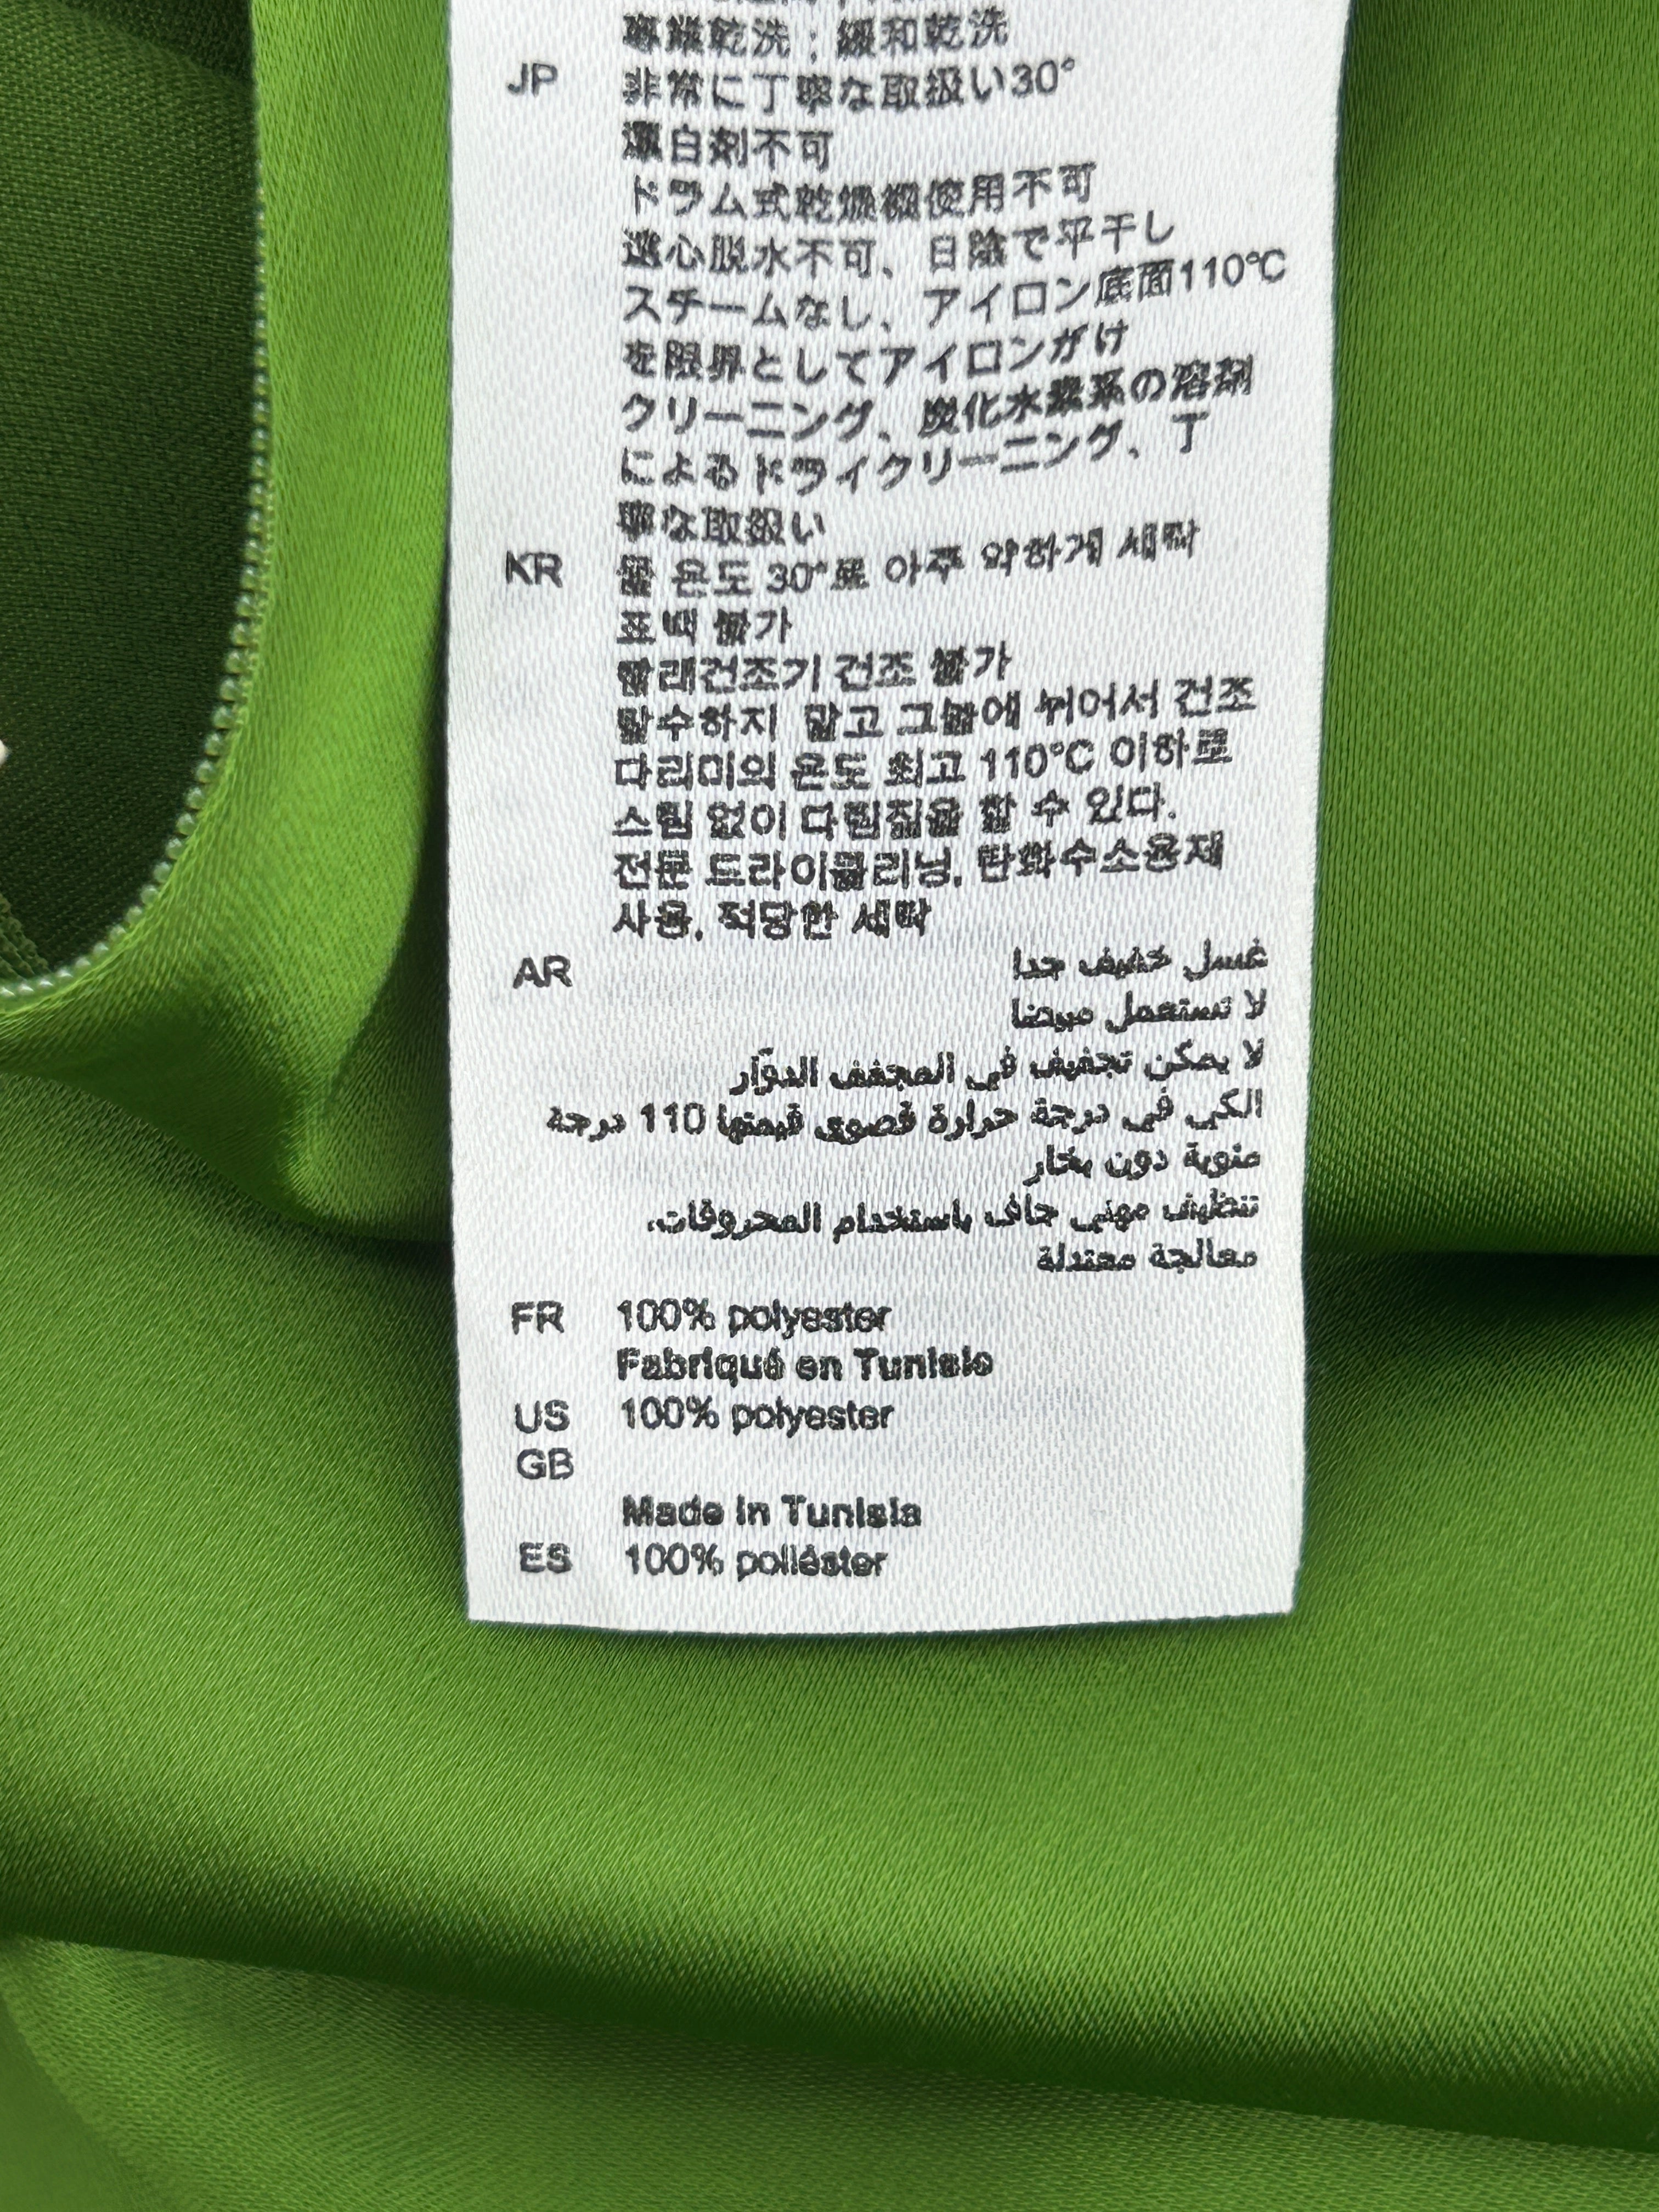 專業乾洗；緩和乾洗
JP 非常に丁寧な取扱い30°
漂白剤不可
ドラム式乾燥機使用不可
遠心脱水不可、日陰で平干し
スチームなし、アイロン底面110℃
を限界としてアイロンがけ
クリーニング、炭化水素系の溶剤
によるドライクリーニング、丁
寧な取扱い
KR 물 온도 30°로 아주 약하게 세탁
표백 불가
빨래건조기 건조 불가
탈수하지 말고 그늘에 뉘어서 건조
다리미의 온도 최고 110℃ 이하로
스팀 없이 다림질을 할 수 있다.
전문 드라이클리닝, 탄화수소용제
사용, 적당한 세탁
AR غسل خفيف جدا
لا تستعمل مبيضا
لا يمكن تجفيف في المجفف الدوّار
الكي في درجة حرارة قصوى قيمتها 110 درجة
مئوية دون بخار
تنظيف مهني جاف باستخدام المحروقات.
معالجة معتدلة
FR 100% polyester
Fabriqué en Tunisie
US 100% polyester
GB
Made in Tunisia
ES 100% poliéster